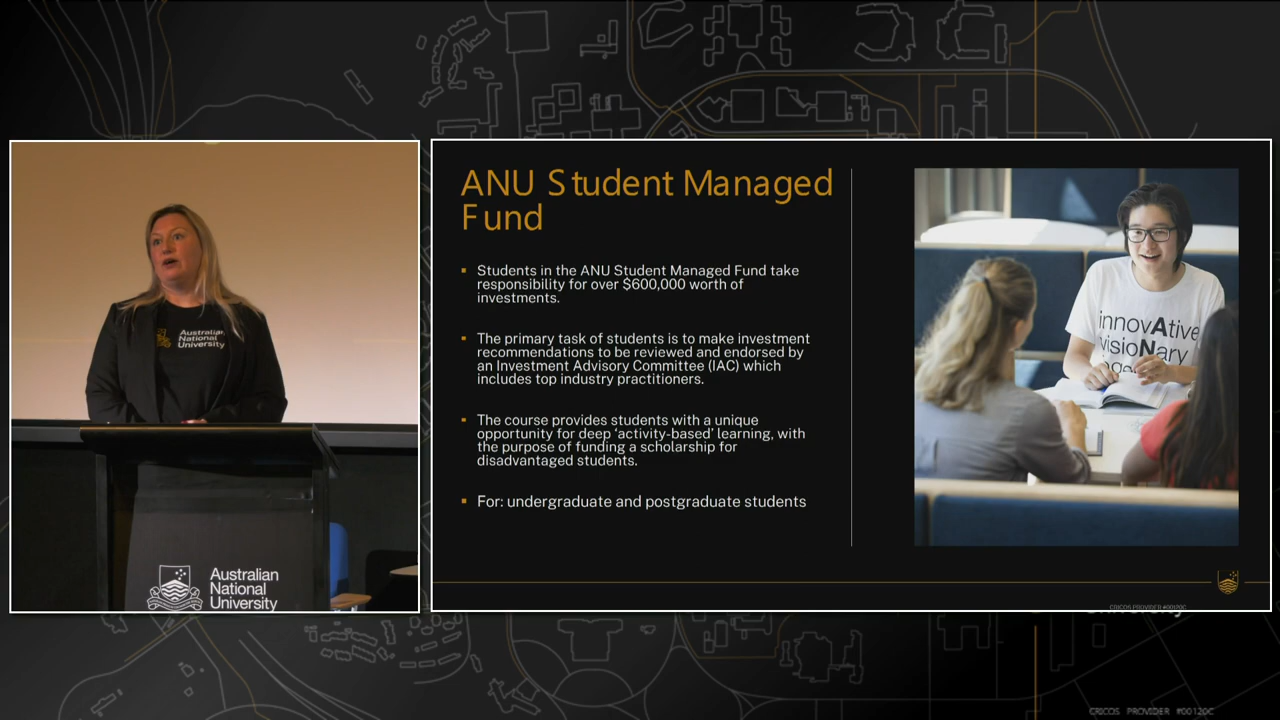 Australian
National
University
Australian
National
University
ANU Student Managed
Fund
▪ Students in the ANU Student Managed Fund take
responsibility for over $600,000 worth of
investments.
▪ The primary task of students is to make investment
recommendations to be reviewed and endorsed by
an Investment Advisory Committee (IAC) which
includes top industry practitioners.
▪ The course provides students with a unique
opportunity for deep ‘activity-based’ learning, with
the purpose of funding a scholarship for
disadvantaged students.
▪ For: undergraduate and postgraduate students
innovAtive
visioNary
CRICOS PROVIDER #00120C
University
CRICOS PROVIDER #00120C